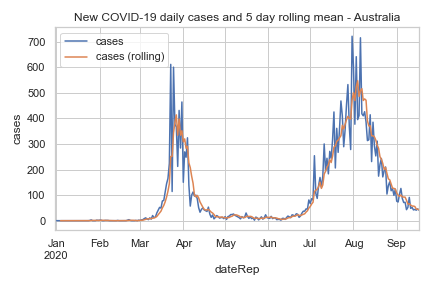 New COVID-19 daily cases and 5 day rolling mean - Australia
cases
cases (rolling)
700
600
500
400
300
200
100
0
cases
Jan Feb Mar Apr May Jun Jul Aug Sep
2020
dateRep